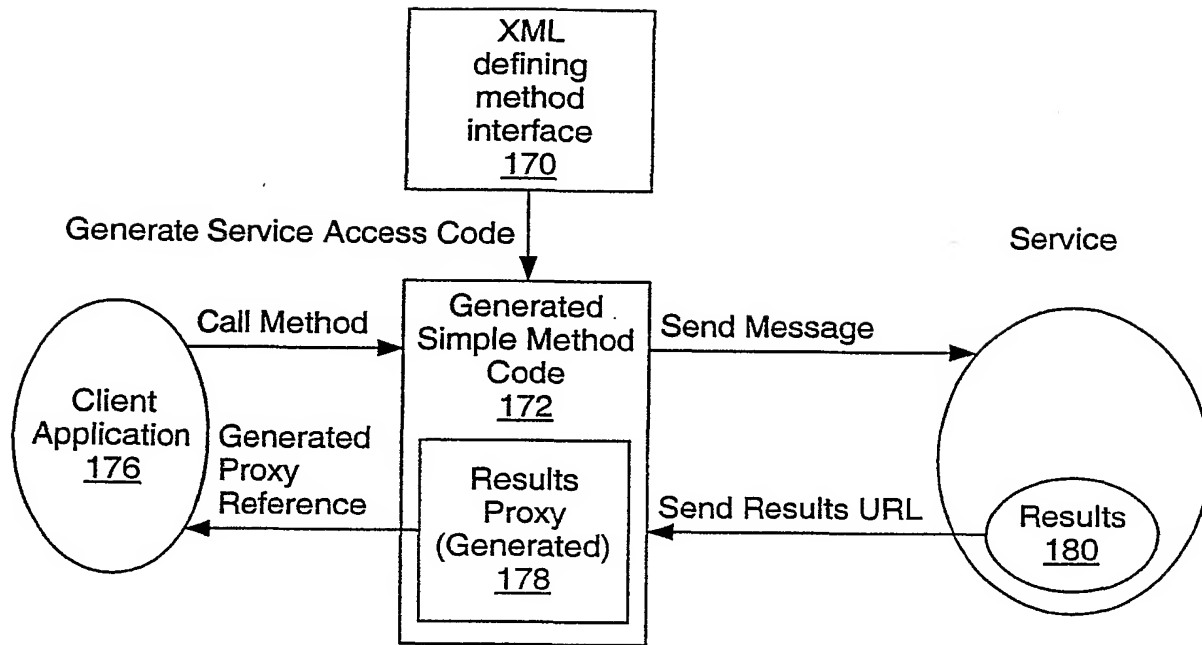 XML
defining
method
interface
170
Generate Service Access Code
Service
Generated
Simple Method
Code
172
Call Method
Send Message
Client
Application
176
Generated
Proxy
Reference
Results
Proxy
(Generated)
178
Send Results URL
Results
180